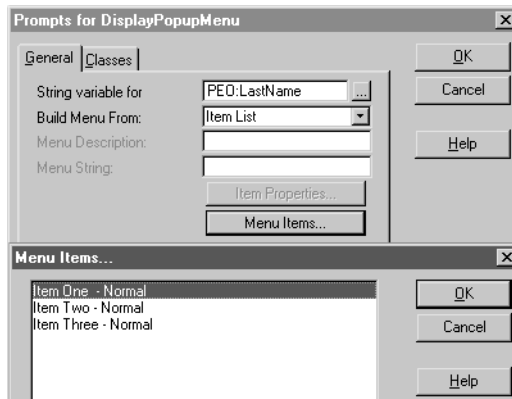 Prompts for DisplayPopupMenu
General Classes
OK
String variable for PEO:LastName ...
Cancel
Build Menu From: Item List
Menu Description:
Help
Menu String:
Item Properties...
Menu Items...
Menu Items...
Item One - Normal
OK
Item Two - Normal
Item Three - Normal
Cancel
Help